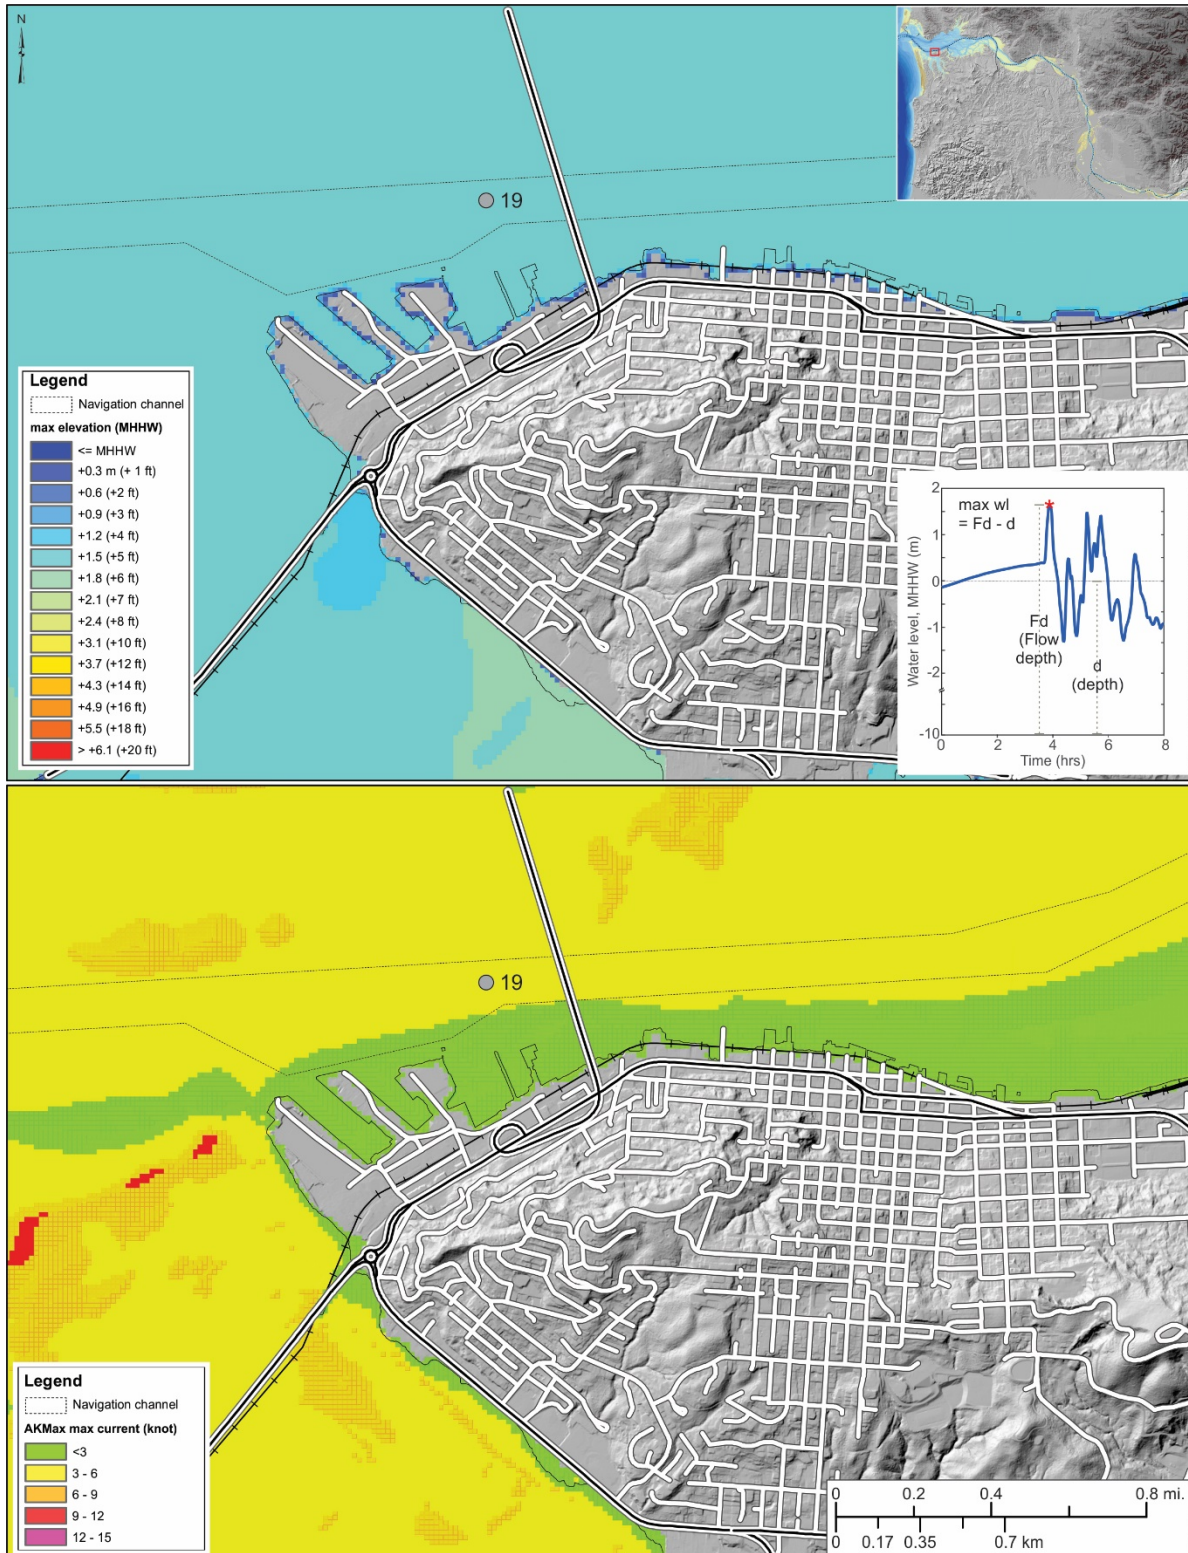 N
19
Legend
Navigation channel
max elevation (MHHW)
<= MHHW
+0.3 m (+ 1 ft)
+0.6 (+2 ft)
+0.9 (+3 ft)
+1.2 (+4 ft)
+1.5 (+5 ft)
+1.8 (+6 ft)
+2.1 (+7 ft)
+2.4 (+8 ft)
+3.1 (+10 ft)
+3.7 (+12 ft)
+4.3 (+14 ft)
+4.9 (+16 ft)
+5.5 (+18 ft)
> +6.1 (+20 ft)
max wl
= Fd - d
Water level, MHHW (m)
2
1
0
-1
-2
-10
Fd
(Flow
depth)
d
(depth)
0 2 4 6 8
Time (hrs)
19
Legend
Navigation channel
AKMax max current (knot)
<3
3 - 6
6 - 9
9 - 12
12 - 15
0 0.2 0.4 0.8 mi.
0 0.17 0.35 0.7 km